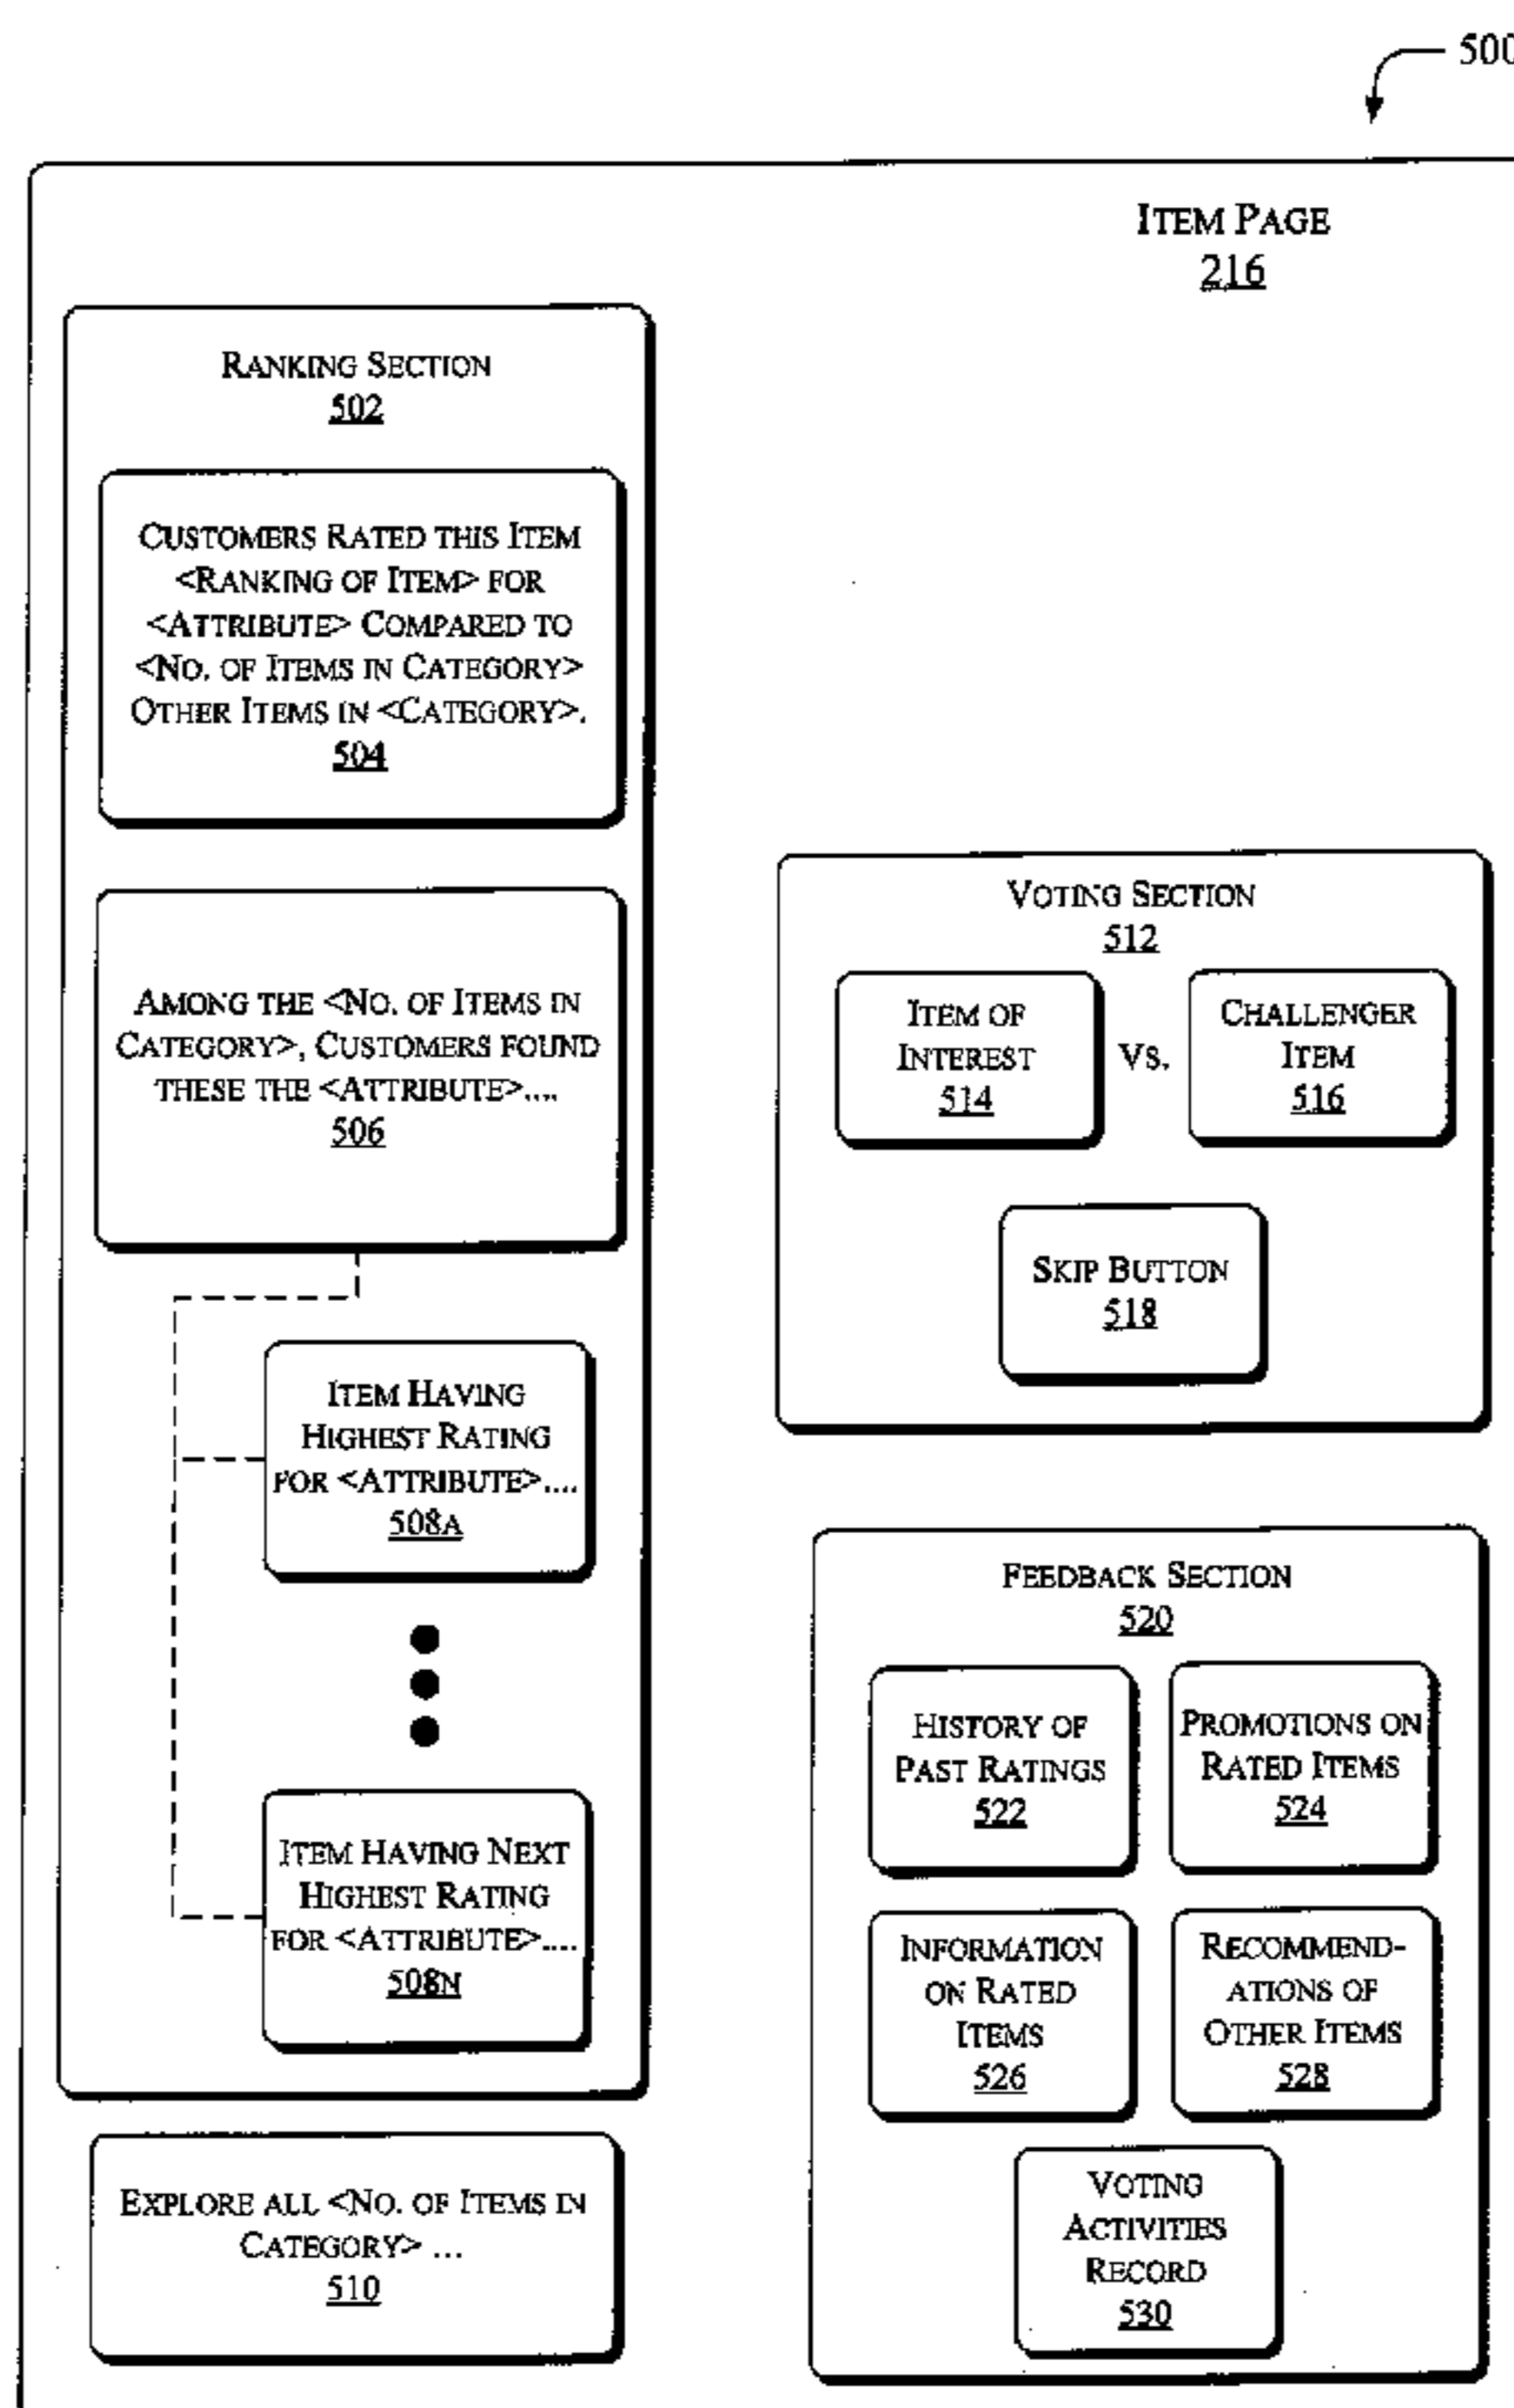 500
ITEM PAGE
216
RANKING SECTION
502
CUSTOMERS RATED THIS ITEM
<RANKING OF ITEM> FOR
<ATTRIBUTE> COMPARED TO
<NO. OF ITEMS IN CATEGORY>
OTHER ITEMS IN <CATEGORY>.
504
AMONG THE <NO. OF ITEMS IN
CATEGORY>, CUSTOMERS FOUND
THESE THE <ATTRIBUTE>....
506
ITEM HAVING
HIGHEST RATING
FOR <ATTRIBUTE>....
508A
ITEM HAVING NEXT
HIGHEST RATING
FOR <ATTRIBUTE>....
508N
EXPLORE ALL <NO. OF ITEMS IN
CATEGORY> ...
510
VOTING SECTION
512
ITEM OF
INTEREST
514
VS.
CHALLENGER
ITEM
516
SKIP BUTTON
518
FEEDBACK SECTION
520
HISTORY OF
PAST RATINGS
522
PROMOTIONS ON
RATED ITEMS
524
INFORMATION
ON RATED
ITEMS
526
RECOMMEND-
ATIONS OF
OTHER ITEMS
528
VOTING
ACTIVITIES
RECORD
530